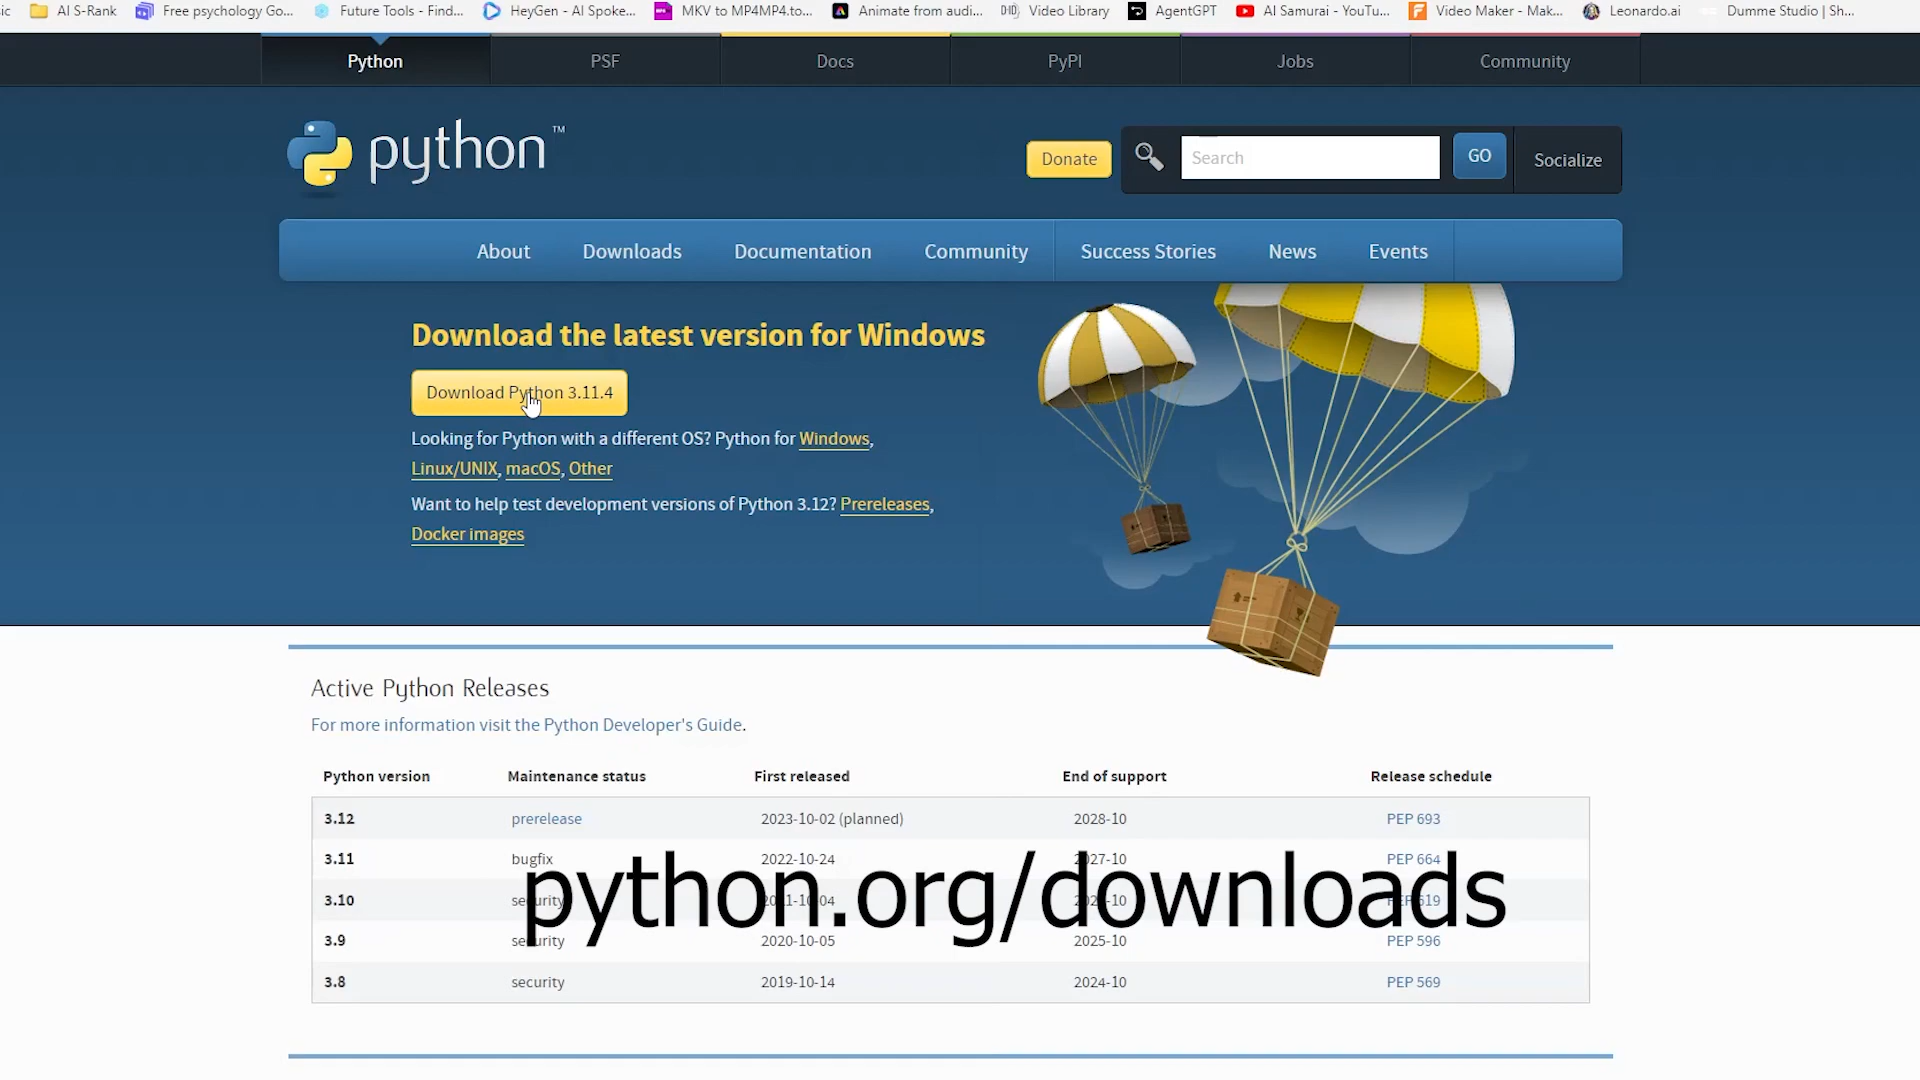 ic AI S-Rank Free psychology Go... Future Tools - Find... HeyGen - AI Spoke... MKV to MP4MP4.to... Animate from audi... Video Library AgentGPT AI Samurai - YouTu... Video Maker - Mak... Leonardo.ai Dumme Studio | Sh...
Python PSF Docs PyPI Jobs Community
python™
Donate Search GO Socialize
About Downloads Documentation Community Success Stories News Events
Download the latest version for Windows
Download Python 3.11.4
Looking for Python with a different OS? Python for Windows,
Linux/UNIX, macOS, Other
Want to help test development versions of Python 3.12? Prereleases,
Docker images
Active Python Releases
For more information visit the Python Developer's Guide.
Python version Maintenance status First released End of support Release schedule
3.12 prerelease 2023-10-02 (planned) 2028-10 PEP 693
3.11 bugfix 2022-10-24 2027-10 PEP 664
3.10 security
python.org/downloads
3.9 security 2020-10-05 2025-10 PEP 596
3.8 security 2019-10-14 2024-10 PEP 569